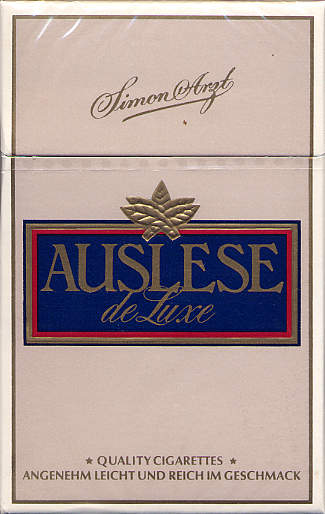 Simon Arzt
AUSLESE
de Luxe
★ QUALITY CIGARETTES ★
ANGENEHM LEICHT UND REICH IM GESCHMACK